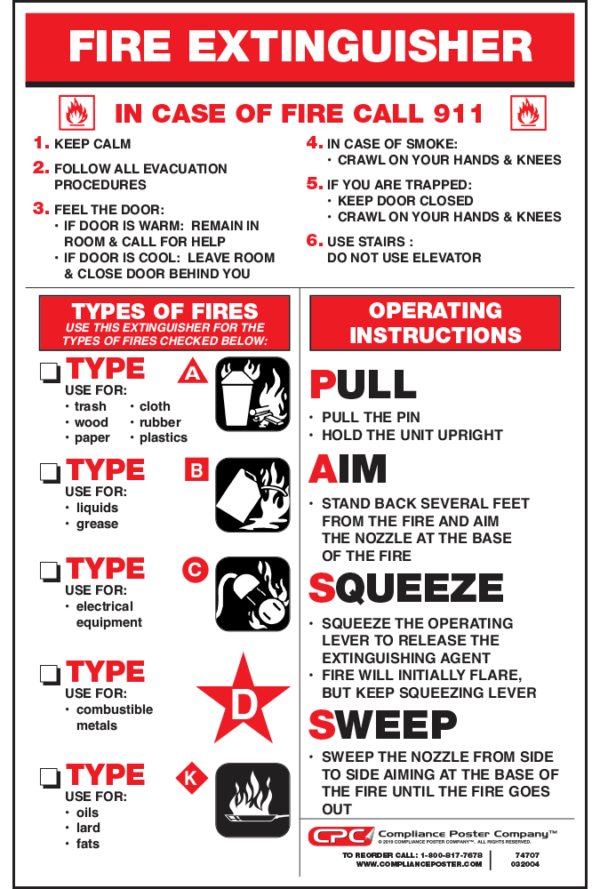 FIRE EXTINGUISHER
IN CASE OF FIRE CALL 911
1. KEEP CALM
2. FOLLOW ALL EVACUATION
PROCEDURES
3. FEEL THE DOOR:
• IF DOOR IS WARM: REMAIN IN
ROOM & CALL FOR HELP
• IF DOOR IS COOL: LEAVE ROOM
& CLOSE DOOR BEHIND YOU
4. IN CASE OF SMOKE:
• CRAWL ON YOUR HANDS & KNEES
5. IF YOU ARE TRAPPED:
• KEEP DOOR CLOSED
• CRAWL ON YOUR HANDS & KNEES
6. USE STAIRS :
DO NOT USE ELEVATOR
TYPES OF FIRES
USE THIS EXTINGUISHER FOR THE
TYPES OF FIRES CHECKED BELOW:
TYPE A
USE FOR:
• trash • cloth
• wood • rubber
• paper • plastics
TYPE B
USE FOR:
• liquids
• grease
TYPE C
USE FOR:
• electrical
equipment
TYPE D
USE FOR:
• combustible
metals
TYPE K
USE FOR:
• oils
• lard
• fats
OPERATING
INSTRUCTIONS
PULL
• PULL THE PIN
• HOLD THE UNIT UPRIGHT
AIM
• STAND BACK SEVERAL FEET
FROM THE FIRE AND AIM
THE NOZZLE AT THE BASE
OF THE FIRE
SQUEEZE
• SQUEEZE THE OPERATING
LEVER TO RELEASE THE
EXTINGUISHING AGENT
• FIRE WILL INITIALLY FLARE,
BUT KEEP SQUEEZING LEVER
SWEEP
• SWEEP THE NOZZLE FROM SIDE
TO SIDE AIMING AT THE BASE OF
THE FIRE UNTIL THE FIRE GOES
OUT
CPC Compliance Poster Company™
© 2019 COMPLIANCE POSTER COMPANY™. ALL RIGHTS RESERVED.
TO REORDER CALL: 1-800-817-7678 74707
WWW.COMPLIANCEPOSTER.COM 032004